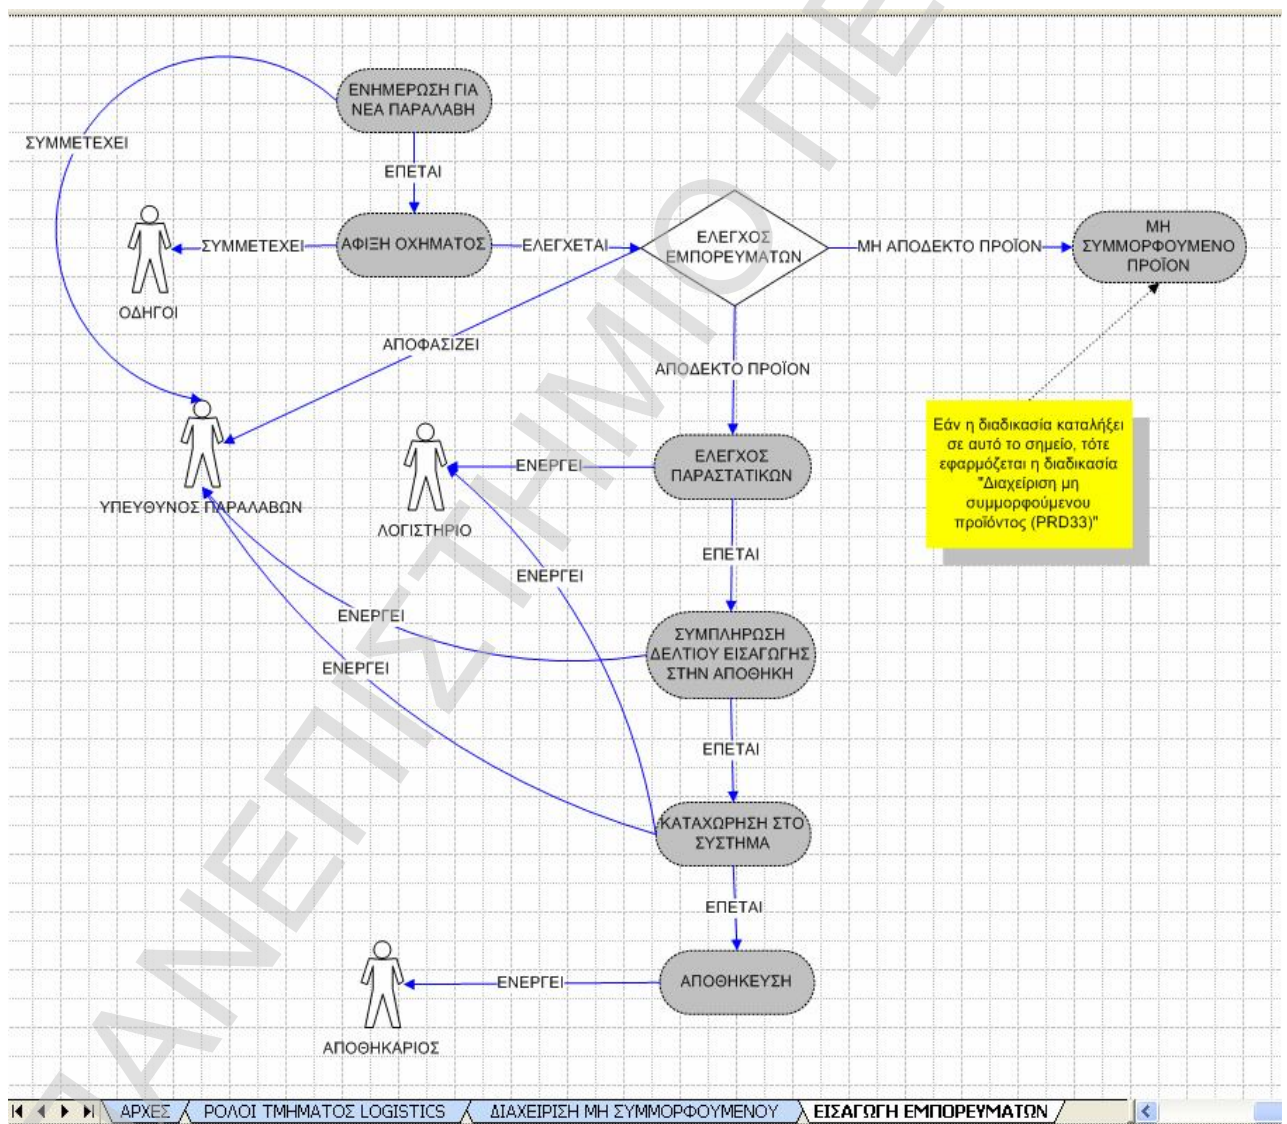 ΕΝΗΜΕΡΩΣΗ ΓΙΑ
ΝΕΑ ΠΑΡΑΛΑΒΗ
ΣΥΜΜΕΤΕΧΕΙ
ΕΠΕΤΑΙ
ΣΥΜΜΕΤΕΧΕΙ
ΑΦΙΞΗ ΟΧΗΜΑΤΟΣ
ΕΛΕΓΧΕΤΑΙ
ΕΛΕΓΧΟΣ
ΕΜΠΟΡΕΥΜΑΤΩΝ
ΜΗ ΑΠΟΔΕΚΤΟ ΠΡΟΪΟΝ
ΜΗ
ΣΥΜΜΟΡΦΟΥΜΕΝΟ
ΠΡΟΪΟΝ
ΟΔΗΓΟΙ
ΑΠΟΦΑΣΙΖΕΙ
ΑΠΟΔΕΚΤΟ ΠΡΟΪΟΝ
Εάν η διαδικασία καταλήξει
σε αυτό το σημείο, τότε
εφαρμόζεται η διαδικασία
"Διαχείριση μη
συμμορφούμενου
προϊόντος (PRD33)"
ΕΝΕΡΓΕΙ
ΕΛΕΓΧΟΣ
ΠΑΡΑΣΤΑΤΙΚΩΝ
ΥΠΕΥΘΥΝΟΣ ΠΑΡΑΛΑΒΩΝ
ΛΟΓΙΣΤΗΡΙΟ
ΕΠΕΤΑΙ
ΕΝΕΡΓΕΙ
ΕΝΕΡΓΕΙ
ΣΥΜΠΛΗΡΩΣΗ
ΔΕΛΤΙΟΥ ΕΙΣΑΓΩΓΗΣ
ΣΤΗΝ ΑΠΟΘΗΚΗ
ΕΝΕΡΓΕΙ
ΕΠΕΤΑΙ
ΚΑΤΑΧΩΡΗΣΗ ΣΤΟ
ΣΥΣΤΗΜΑ
ΕΠΕΤΑΙ
ΕΝΕΡΓΕΙ
ΑΠΟΘΗΚΕΥΣΗ
ΑΠΟΘΗΚΑΡΙΟΣ
ΑΡΧΕΣ
ΡΟΛΟΙ ΤΜΗΜΑΤΟΣ LOGISTICS
ΔΙΑΧΕΙΡΙΣΗ ΜΗ ΣΥΜΜΟΡΦΟΥΜΕΝΟΥ
ΕΙΣΑΓΩΓΗ ΕΜΠΟΡΕΥΜΑΤΩΝ
ΠΑΝΕΠΙΣΤΗΜΙΟ ΠΕ